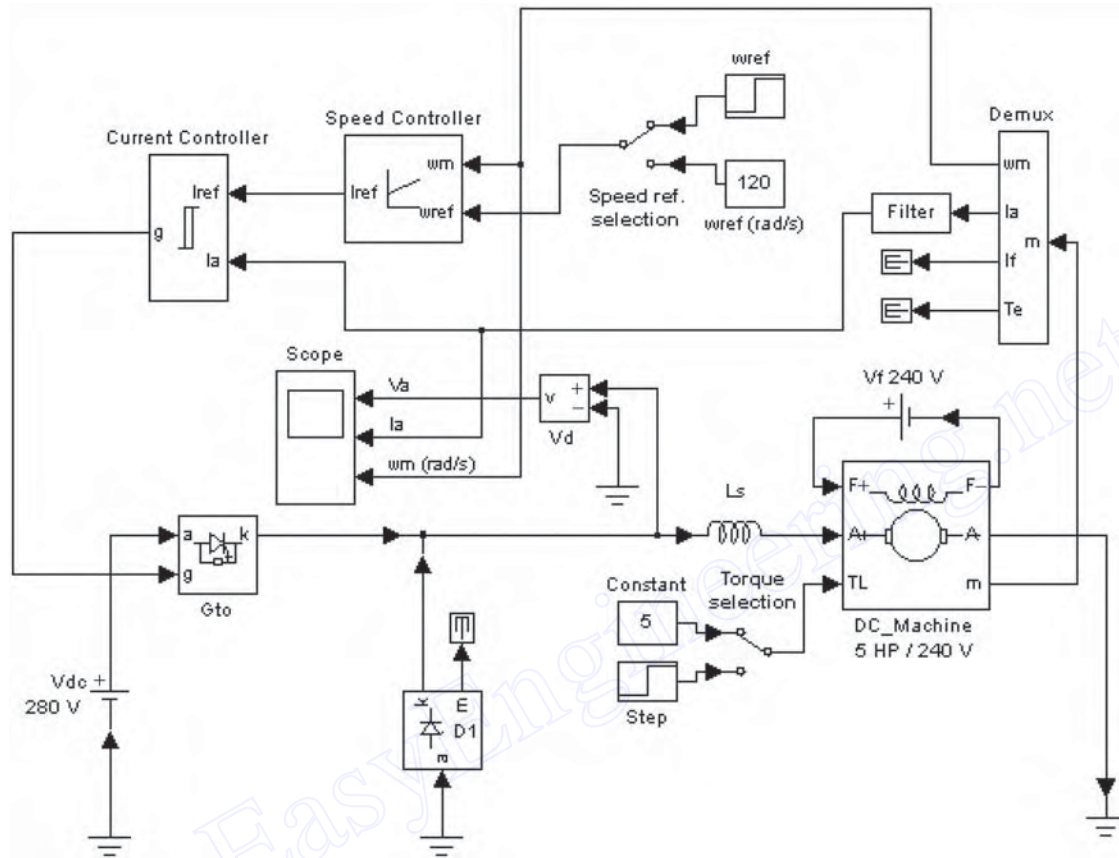 wref
Demux
Speed Controller
Current Controller
wm
wm
Iref
Iref
120
Filter
Ia
Speed ref.
selection
wref
wref (rad/s)
g
m
Ia
If
Te
Scope
Vf 240 V
Va
v
+
−
+
Ia
Vd
wm (rad/s)
F+
F−
Ls
a
k
A+
A-
g
Constant
Torque
selection
TL
m
Gto
5
DC_Machine
5 HP / 240 V
Vdc
+
280 V
k
E
D1
Step
a
EasyEngineering.net